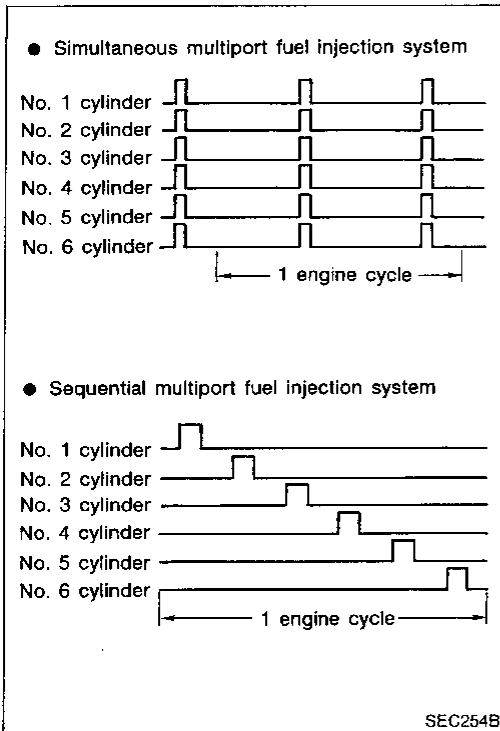 ● Simultaneous multiport fuel injection system
No. 1 cylinder
No. 2 cylinder
No. 3 cylinder
No. 4 cylinder
No. 5 cylinder
No. 6 cylinder
1 engine cycle
● Sequential multiport fuel injection system
No. 1 cylinder
No. 2 cylinder
No. 3 cylinder
No. 4 cylinder
No. 5 cylinder
No. 6 cylinder
1 engine cycle
SEC254B